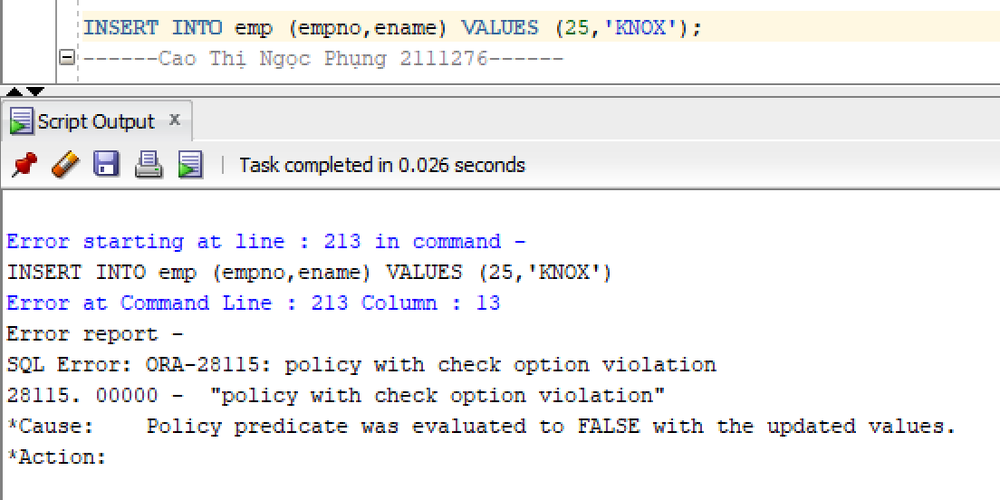 INSERT INTO emp (empno,ename) VALUES (25,'KNOX');
------Cao Thị Ngọc Phụng 2111276------
Script Output x
Task completed in 0.026 seconds
Error starting at line : 213 in command -
INSERT INTO emp (empno,ename) VALUES (25,'KNOX')
Error at Command Line : 213 Column : 13
Error report -
SQL Error: ORA-28115: policy with check option violation
28115. 00000 -  "policy with check option violation"
*Cause:    Policy predicate was evaluated to FALSE with the updated values.
*Action: